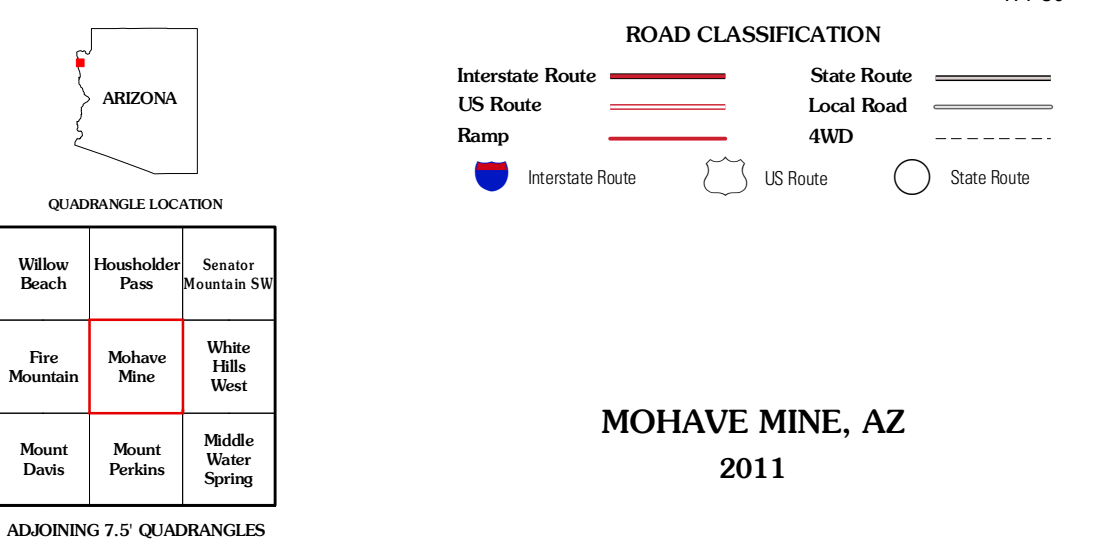 ROAD CLASSIFICATION
Interstate Route
State Route
US Route
Local Road
Ramp
4WD
Interstate Route
US Route
State Route
ARIZONA
QUADRANGLE LOCATION
Willow
Beach
Housholder
Pass
Senator
Mountain SW
Fire
Mountain
Mohave
Mine
White
Hills
West
Mount
Davis
Mount
Perkins
Middle
Water
Spring
ADJOINING 7.5' QUADRANGLES
MOHAVE MINE, AZ
2011